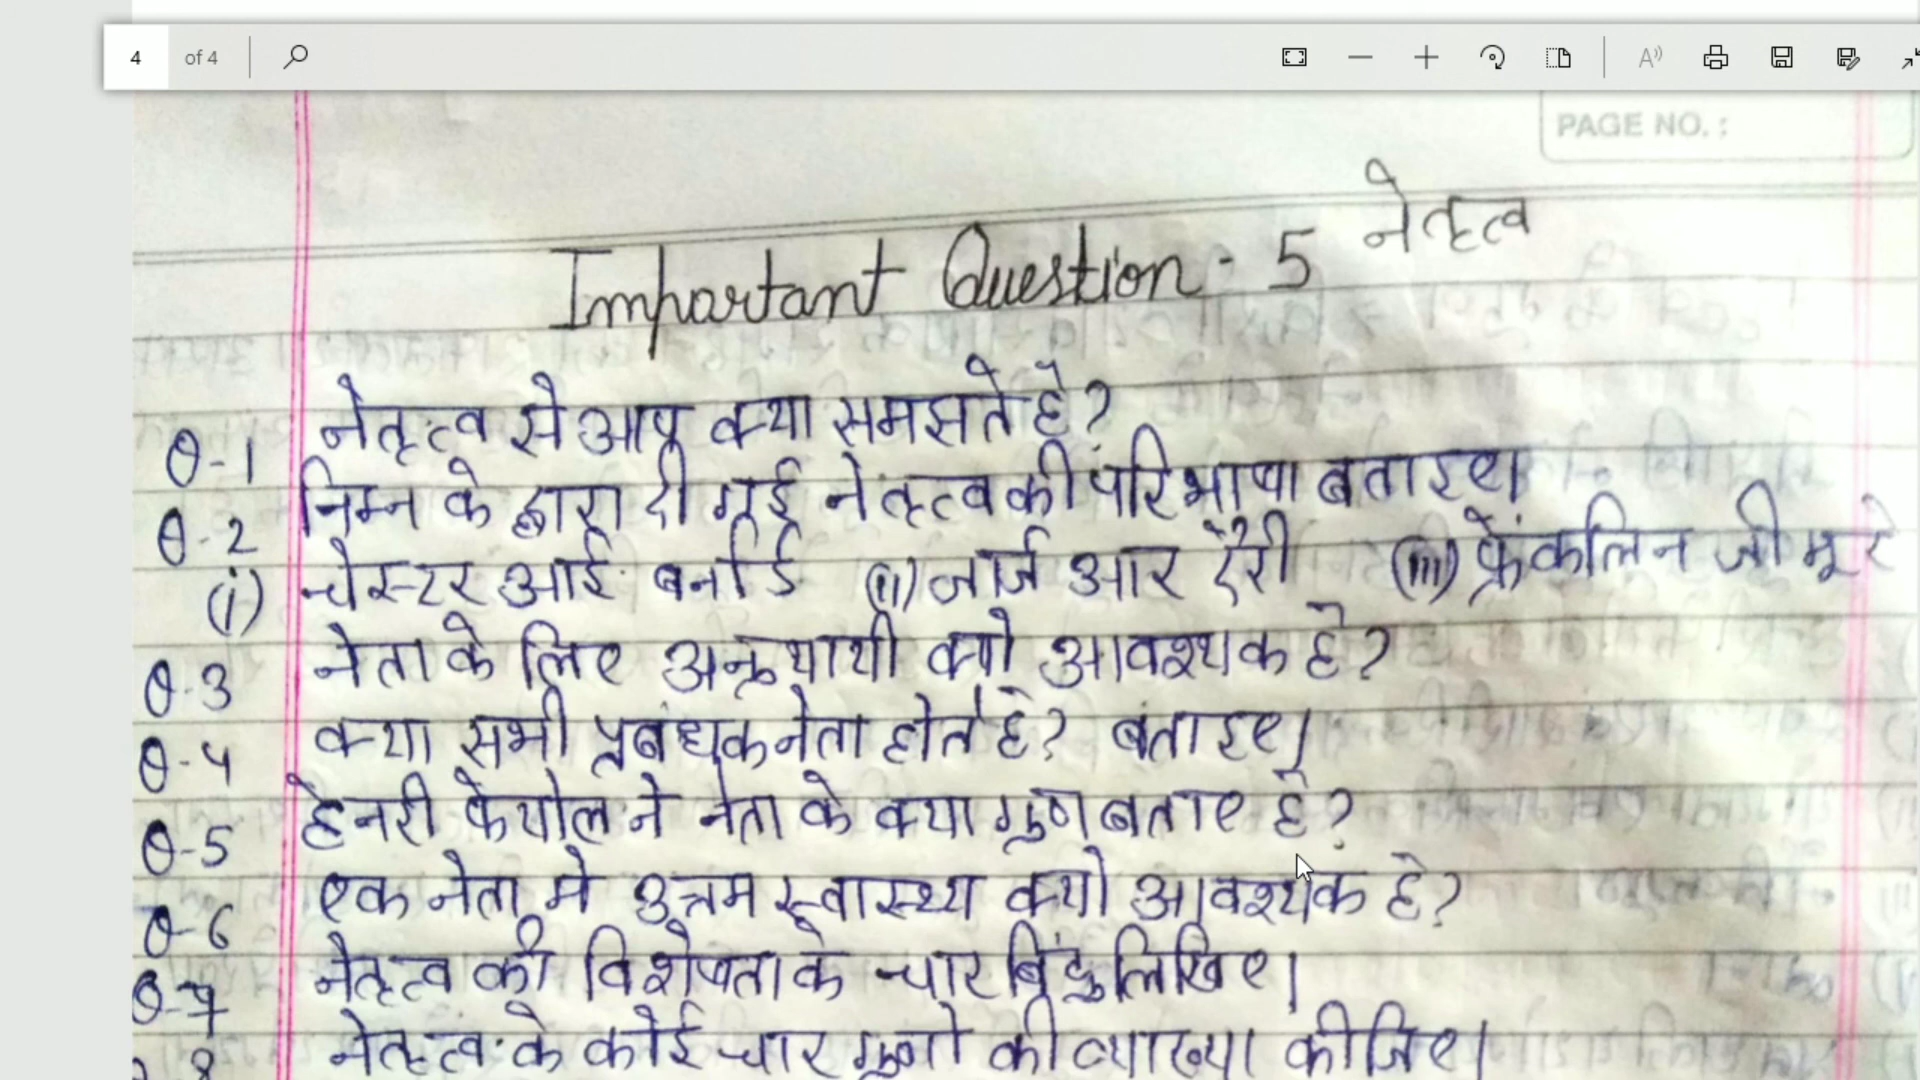 4 of 4
PAGE NO. :
Important Question - 5 नेतृत्व
Q-1 नेतृत्व से आप क्या समझते है?
Q-2 निम्न के द्वारा दी गई नेतृत्व की परिभाषा बताइए।
(i) चेस्टर आई बर्नाड (ii) जार्ज आर टैरी (iii) फ्रेंकलिन जी मूरे
Q-3 नेता के लिए अनुयायी क्यो आवश्यक है?
Q-4 क्या सभी प्रबंधक नेता होते है? बताइए।
Q-5 हेनरी फेयोल ने नेता के क्या गुण बताए है?
Q-6 एक नेता मे उत्तम स्वास्थ्य क्यो आवश्यक है?
Q-7 नेतृत्व की विशेषता के चार बिंदु लिखिए।
8 नेतृत्व के कोई चार गुणो की व्याख्या कीजिए।